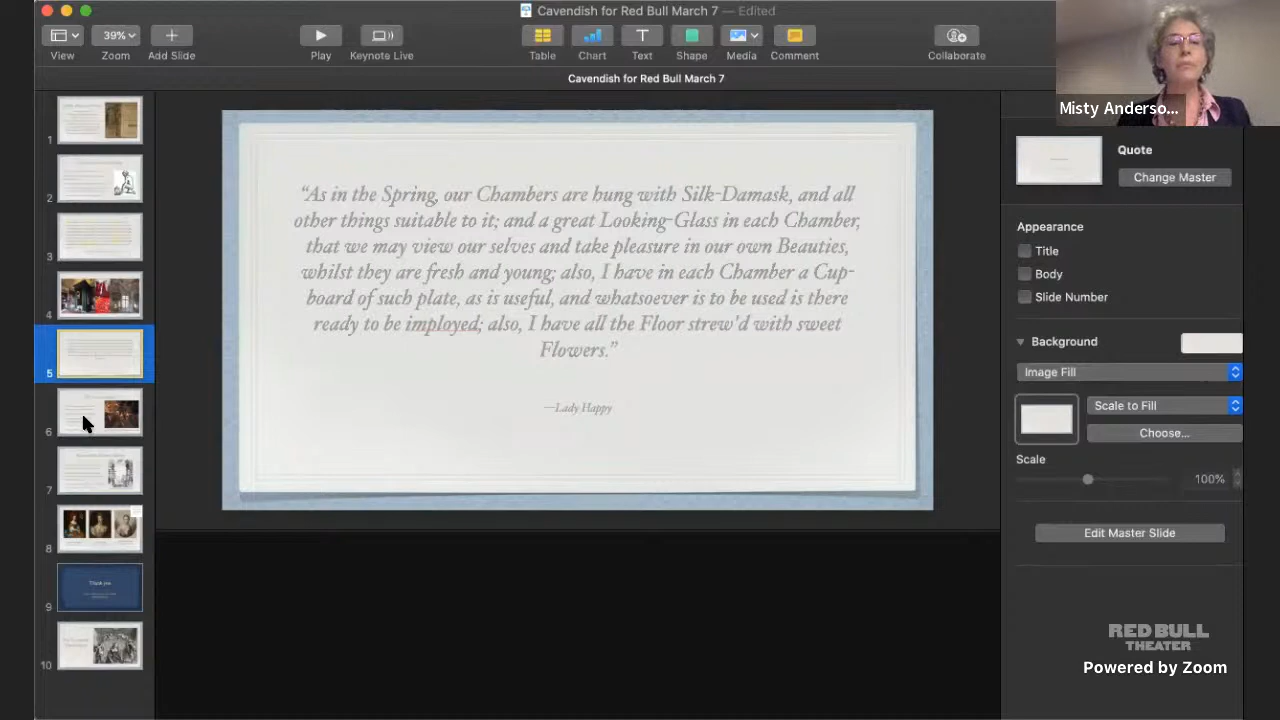 Cavendish for Red Bull March 7 — Edited
View
39%
Zoom
Add Slide
Play
Keynote Live
Table
Chart
Text
Shape
Media
Comment
Collaborate
Cavendish for Red Bull March 7
Misty Anderso...
1
2
3
4
5
6
7
8
9
10
Thank you
“As in the Spring, our Chambers are hung with Silk-Damask, and all
other things suitable to it; and a great Looking-Glass in each Chamber,
that we may view our selves and take pleasure in our own Beauties,
whilst they are fresh and young; also, I have in each Chamber a Cup-
board of such plate, as is useful, and whatsoever is to be used is there
ready to be imployed; also, I have all the Floor strew'd with sweet
Flowers.”
—Lady Happy
Quote
Change Master
Appearance
Title
Body
Slide Number
Background
Image Fill
Scale to Fill
Choose...
Scale
100%
Edit Master Slide
RED BULL
THEATER
Powered by Zoom